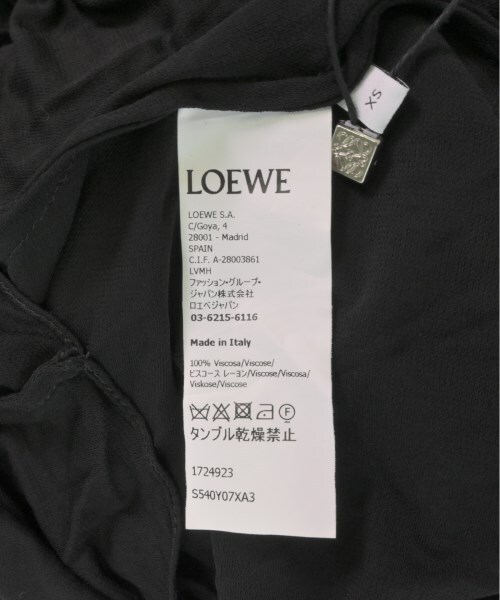 XS
LOEWE
LOEWE S.A.
C/Goya, 4
28001 - Madrid
SPAIN
C.I.F. A-28003861
LVMH
ファッション・グループ・
ジャパン株式会社
ロエベジャパン
03-6215-6116
Made in Italy
100% Viscosa/Viscose/
ビスコース レーヨン/Viscose/Viscosa/
Viskose/Viscose
F
タンブル乾燥禁止
1724923
S540Y07XA3